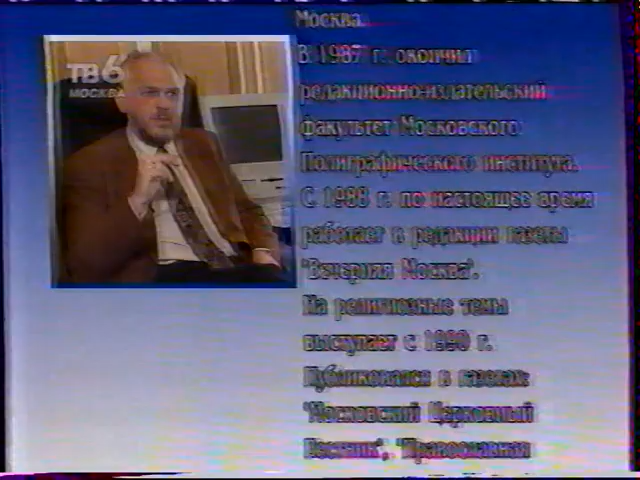 Москва.
В 1987 г. окончил
редакционно-издательский
факультет Московского
Полиграфического института.
С 1988 г. по настоящее время
работает в редакции газеты
"Вечерняя Москва".
На религиозные темы
выступает с 1990 г.
Публиковался в газетах:
"Московский Церковный
Вестник", "Православная
ТВ6
МОСКВА